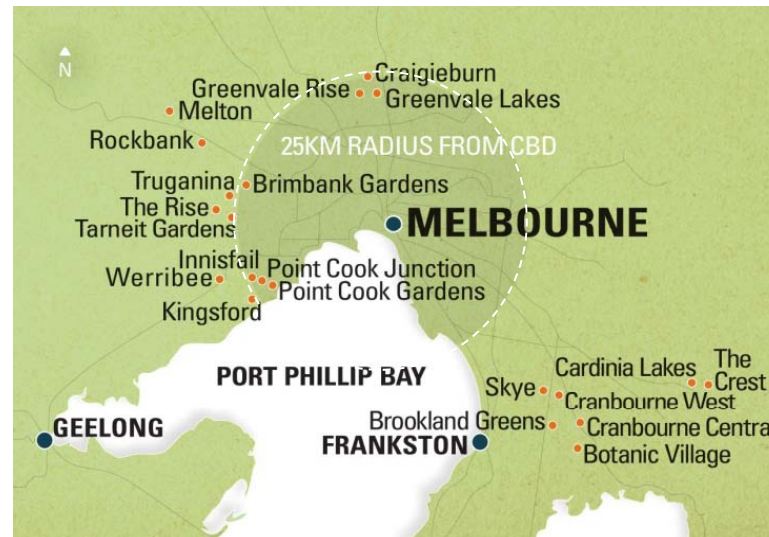 N
Craigieburn
Greenvale Rise
Greenvale Lakes
Melton
Rockbank
25KM RADIUS FROM CBD
Truganina
Brimbank Gardens
The Rise
Tarneit Gardens
MELBOURNE
Innisfail
Point Cook Junction
Werribee
Point Cook Gardens
Kingsford
PORT PHILLIP BAY
Cardinia Lakes
The
Crest
Skye
Cranbourne West
Brookland Greens
Cranbourne Centra
GEELONG
FRANKSTON
Botanic Village